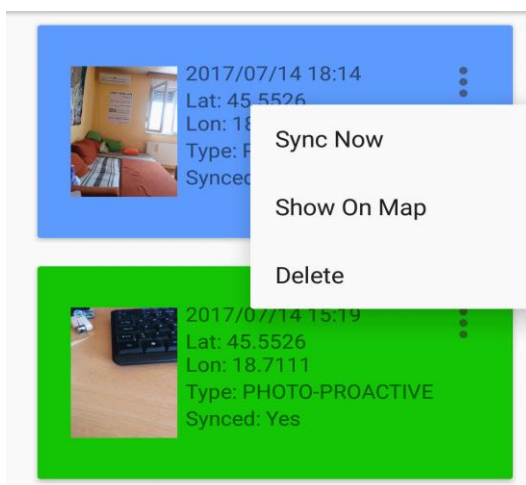 2017/07/14 18:14
Lat: 45.5526
Lon: 18
Type: P
Synced
Sync Now
Show On Map
Delete
2017/07/14 15:19
Lat: 45.5526
Lon: 18.7111
Type: PHOTO-PROACTIVE
Synced: Yes